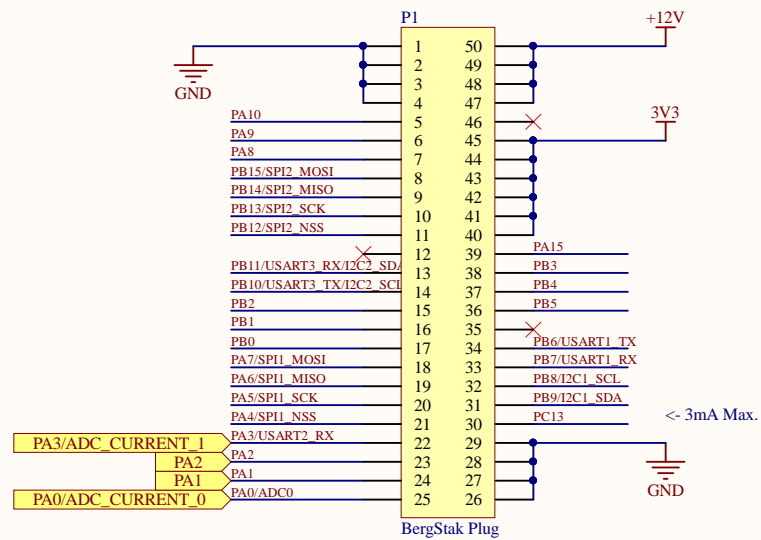 P1
+12V
1 50
2 49
GND
3 48
4 47
PA10 5 46
3V3
PA9 6 45
PA8 7 44
PB15/SPI2_MOSI 8 43
PB14/SPI2_MISO 9 42
PB13/SPI2_SCK 10 41
PB12/SPI2_NSS 11 40
12 39 PA15
PB11/USART3_RX/I2C2_SDA 13 38 PB3
PB10/USART3_TX/I2C2_SCL 14 37 PB4
PB2 15 36 PB5
PB1 16 35
PB0 17 34 PB6/USART1_TX
PA7/SPI1_MOSI 18 33 PB7/USART1_RX
PA6/SPI1_MISO 19 32 PB8/I2C1_SCL
PA5/SPI1_SCK 20 31 PB9/I2C1_SDA
PA4/SPI1_NSS 21 30 PC13 <- 3mA Max.
PA3/ADC_CURRENT_1 PA3/USART2_RX 22 29
PA2 PA2 23 28
PA1 PA1 24 27
GND
PA0/ADC_CURRENT_0 PA0/ADC0 25 26
BergStak Plug